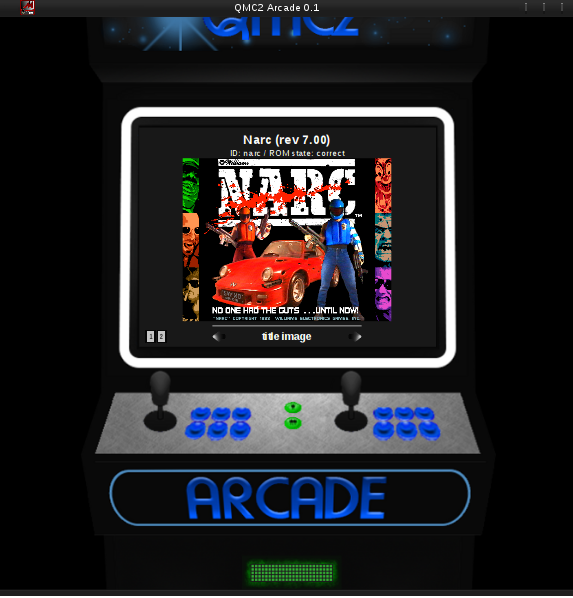 QMC2 Arcade 0.1
QMC2
Narc (rev 7.00)
ID: narc / ROM state: correct
Williams
NARC
TM
NO ONE HAD THE GUTS ...UNTIL NOW!
"NARC" COPYRIGHT 1988 WILLIAMS ELECTRONICS GAMES, INC.
1 2
title image
ARCADE